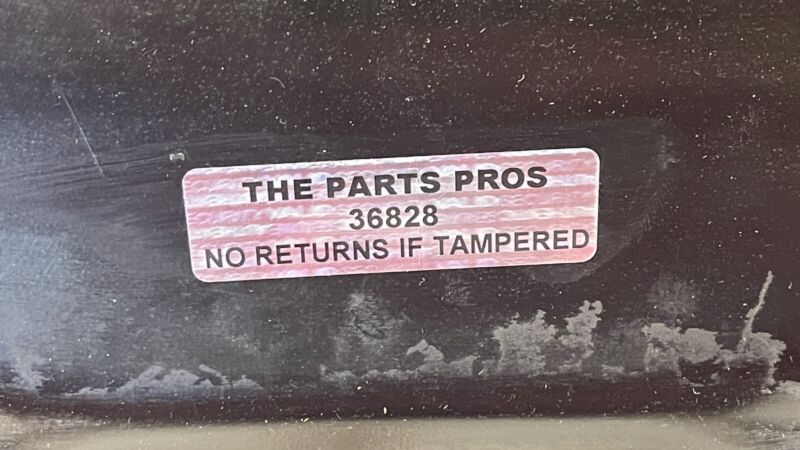 THE PARTS PROS
36828
NO RETURNS IF TAMPERED